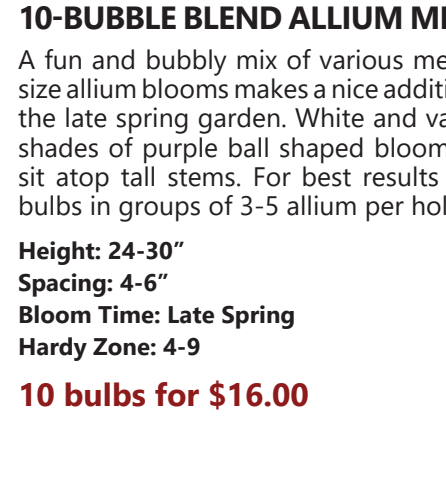 10-BUBBLE BLEND ALLIUM
A fun and bubbly mix of various
size allium blooms makes a nice
the late spring garden. White and
shades of purple ball shaped
sit atop tall stems. For best results
bulbs in groups of 3-5 allium per
Height: 24-30”
Spacing: 4-6”
Bloom Time: Late Spring
Hardy Zone: 4-9
10 bulbs for $16.00